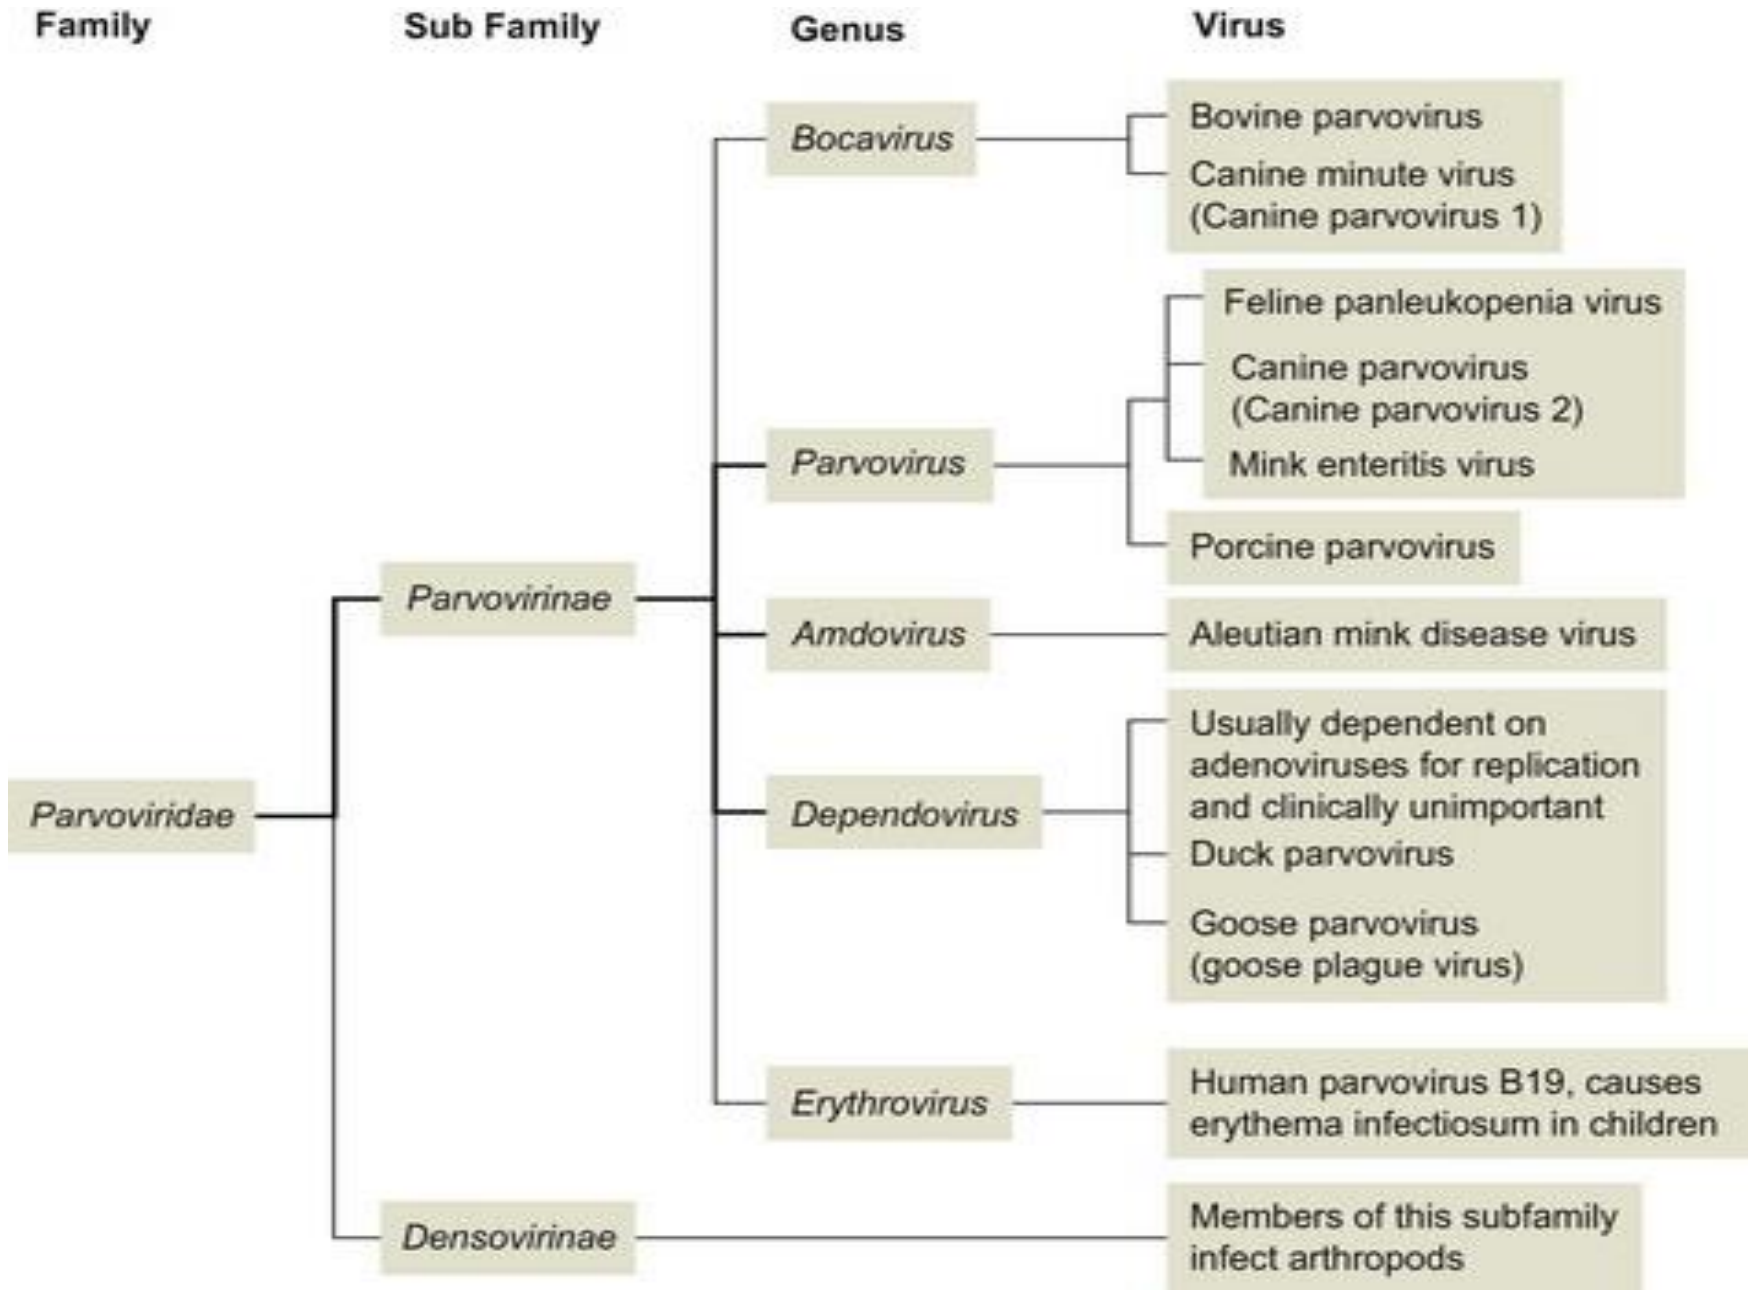 Family
Sub Family
Genus
Virus
Bocavirus
Bovine parvovirus
Canine minute virus
(Canine parvovirus 1)
Feline panleukopenia virus
Canine parvovirus
(Canine parvovirus 2)
Parvovirus
Mink enteritis virus
Porcine parvovirus
Parvovirinae
Amdovirus
Aleutian mink disease virus
Usually dependent on
adenoviruses for replication
and clinically unimportant
Parvoviridae
Dependovirus
Duck parvovirus
Goose parvovirus
(goose plague virus)
Erythrovirus
Human parvovirus B19, causes
erythema infectiosum in children
Densovirinae
Members of this subfamily
infect arthropods